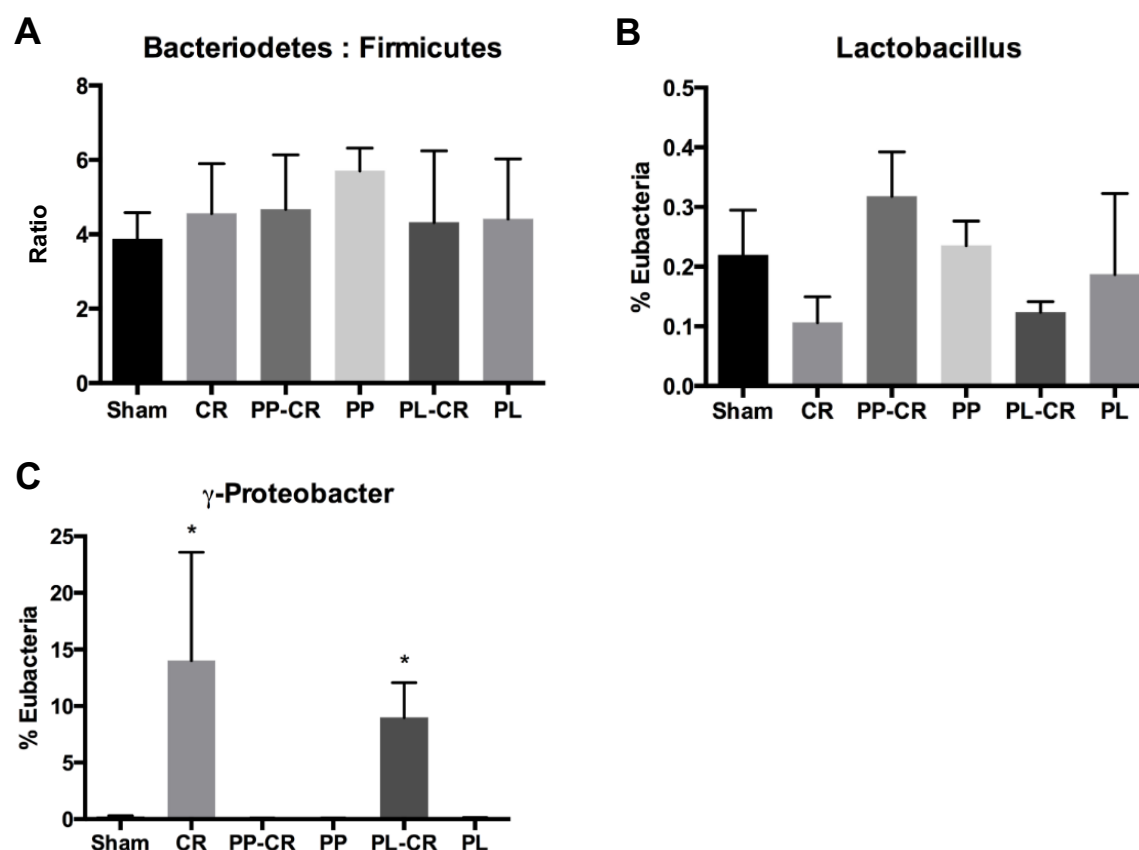 A
Bacteriodetes : Firmicutes
Ratio
8
6
4
2
0
Sham CR PP-CR PP PL-CR PL
B
Lactobacillus
% Eubacteria
0.5
0.4
0.3
0.2
0.1
0.0
Sham CR PP-CR PP PL-CR PL
C
γ-Proteobacter
% Eubacteria
25
20
15
10
5
0
* *
Sham CR PP-CR PP PL-CR PL